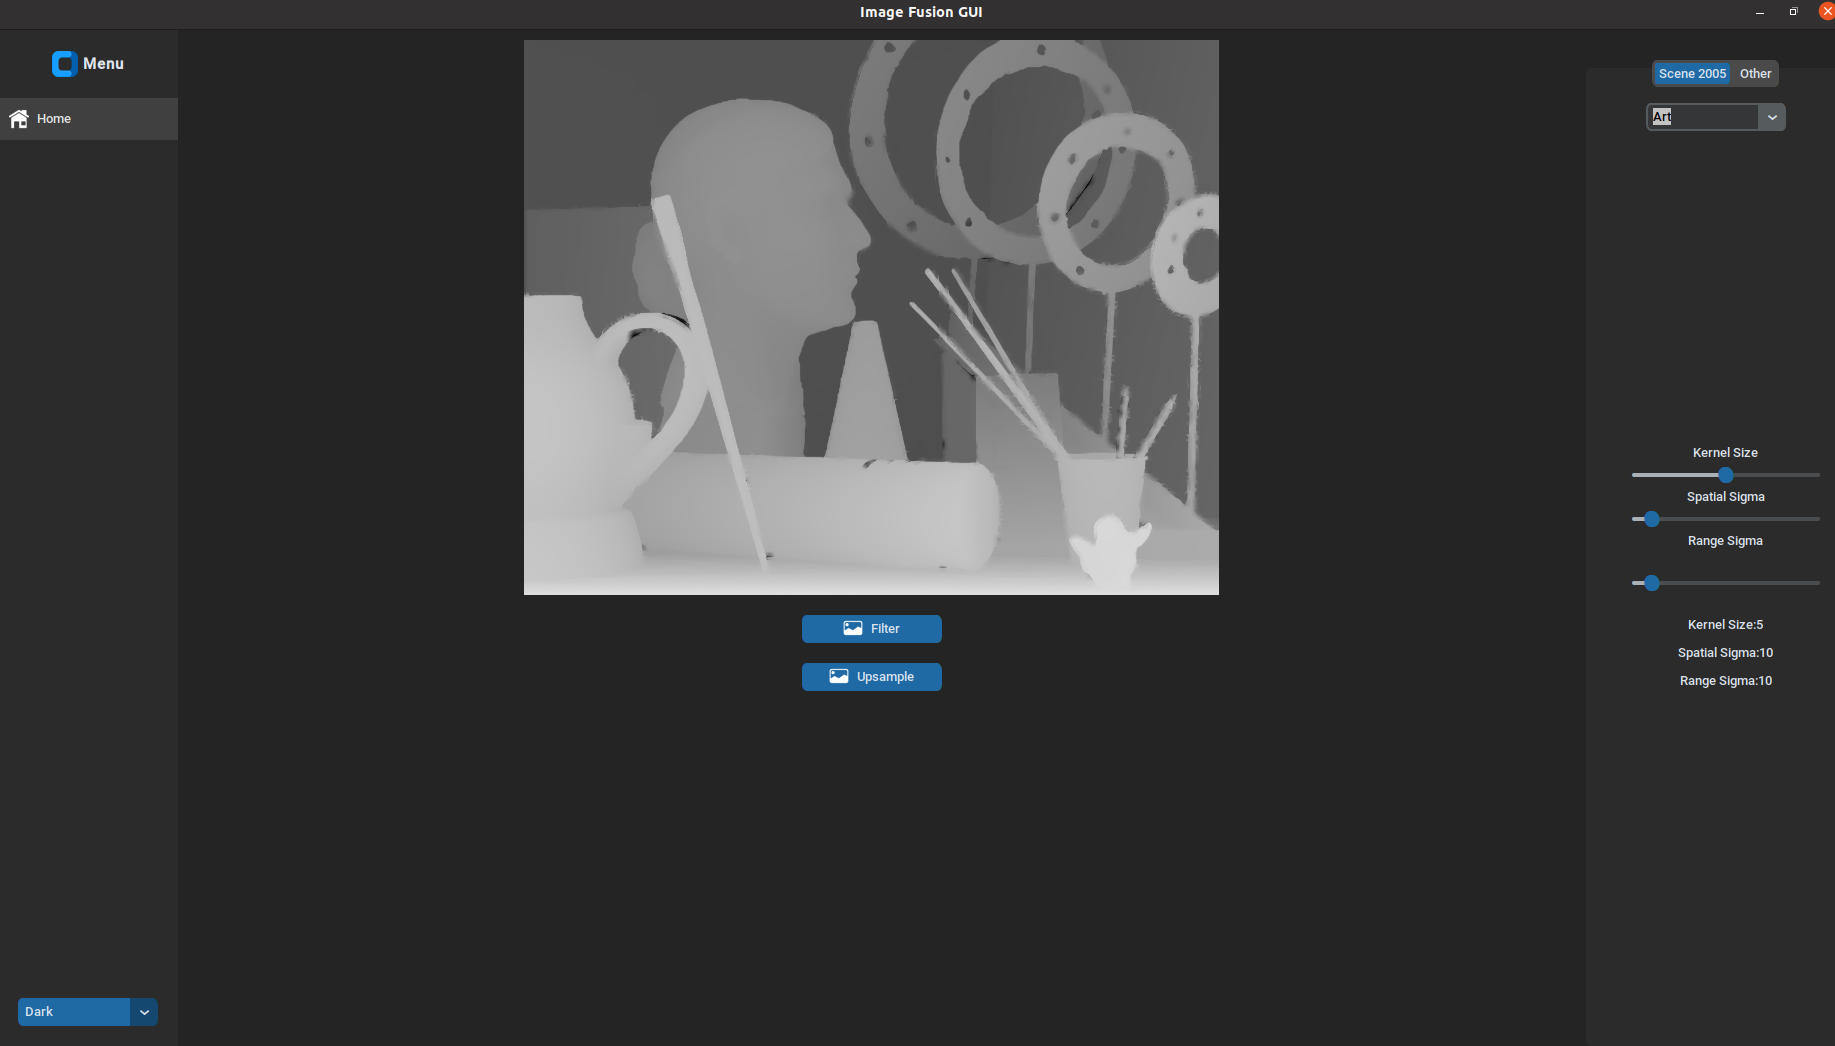 Image Fusion GUI
Menu
Home
Scene 2005 Other
Art
Kernel Size
Spatial Sigma
Range Sigma
Kernel Size:5
Spatial Sigma:10
Range Sigma:10
Filter
Upsample
Dark